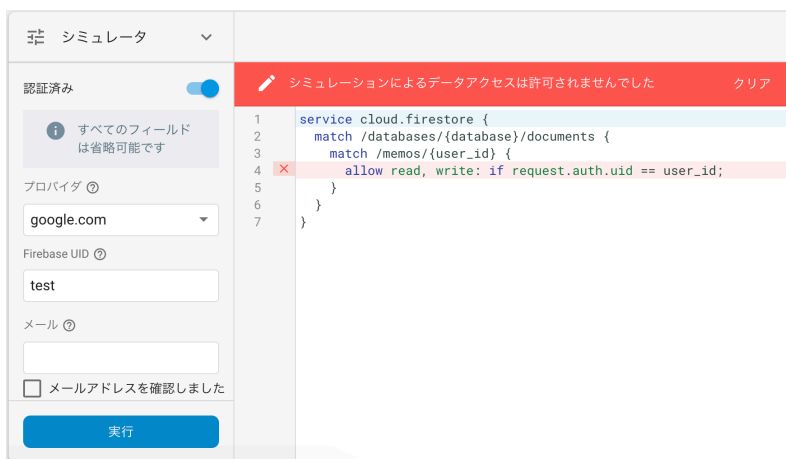 シミュレータ
認証済み
すべてのフィールド
は省略可能です
プロバイダ
google.com
Firebase UID
test
メール
メールアドレスを確認しました
実行
シミュレーションによるデータアクセスは許可されませんでした クリア
1 service cloud.firestore {
2 match /databases/{database}/documents {
3 match /memos/{user_id} {
4 allow read, write: if request.auth.uid == user_id;
5 }
6 }
7 }